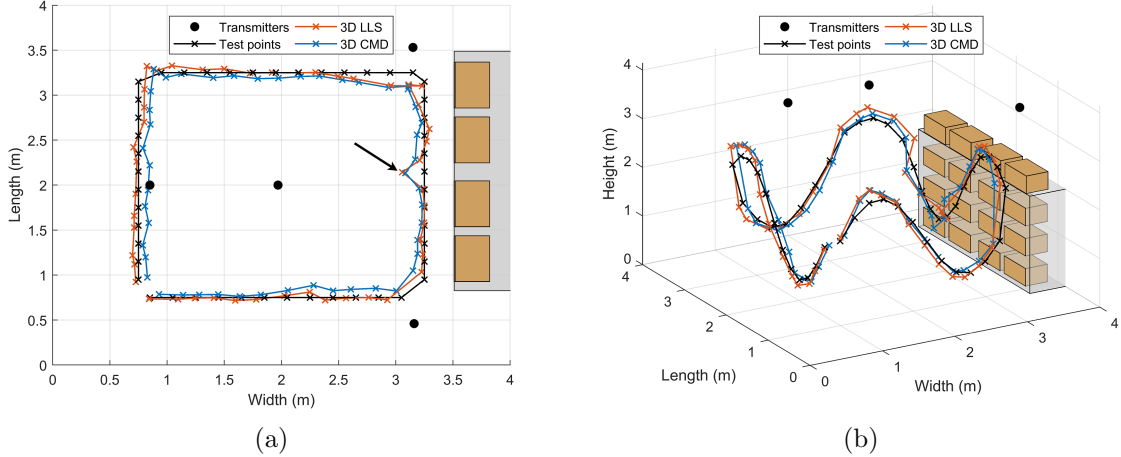 Transmitters 3D LLS
Test points 3D CMD
4
3.5
3
2.5
2
1.5
1
0.5
0
Length (m)
0 0.5 1 1.5 2 2.5 3 3.5 4
Width (m)
(a)
Transmitters 3D LLS
Test points 3D CMD
4
3
2
1
0
Height (m)
4
3
2
1
0
Length (m)
0
1
2
3
4
Width (m)
(b)